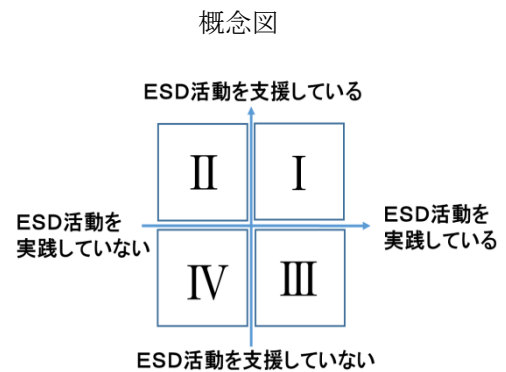 概念図
ESD活動を支援している
Ⅱ
Ⅰ
ESD活動を
実践していない
ESD活動を
実践している
Ⅳ
Ⅲ
ESD活動を支援していない